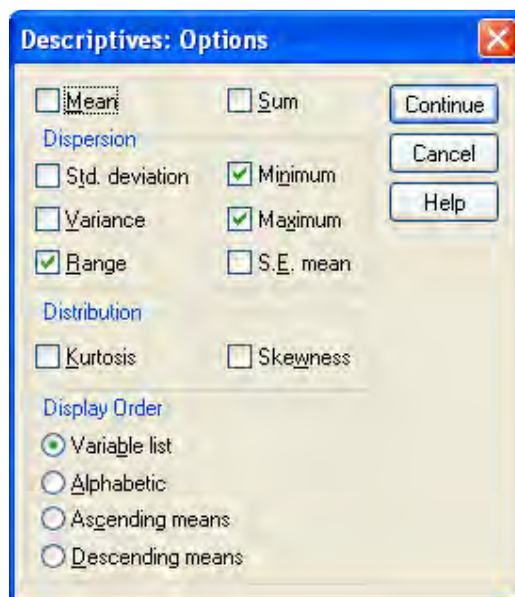 Descriptives: Options
Mean
Sum
Continue
Dispersion
Cancel
Std. deviation
Minimum
Help
Variance
Maximum
Range
S.E. mean
Distribution
Kurtosis
Skewness
Display Order
Variable list
Alphabetic
Ascending means
Descending means